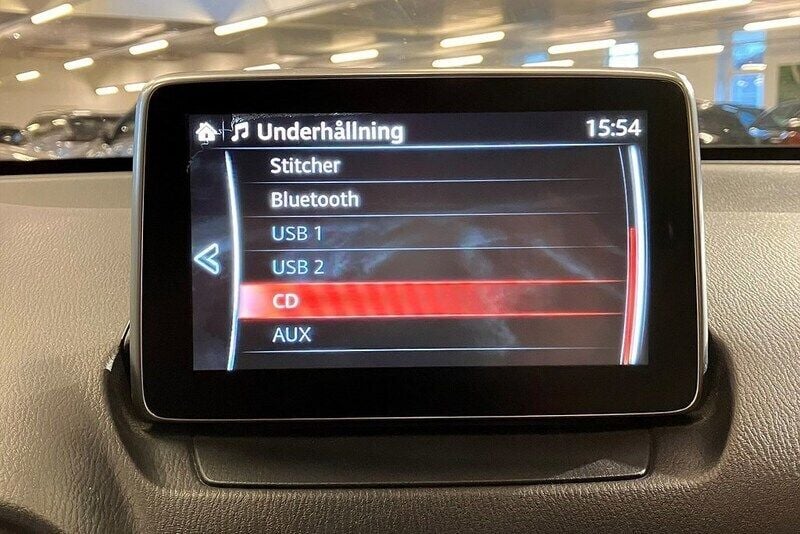 Underhållning 15:54
Stitcher
Bluetooth
USB 1
USB 2
CD
AUX